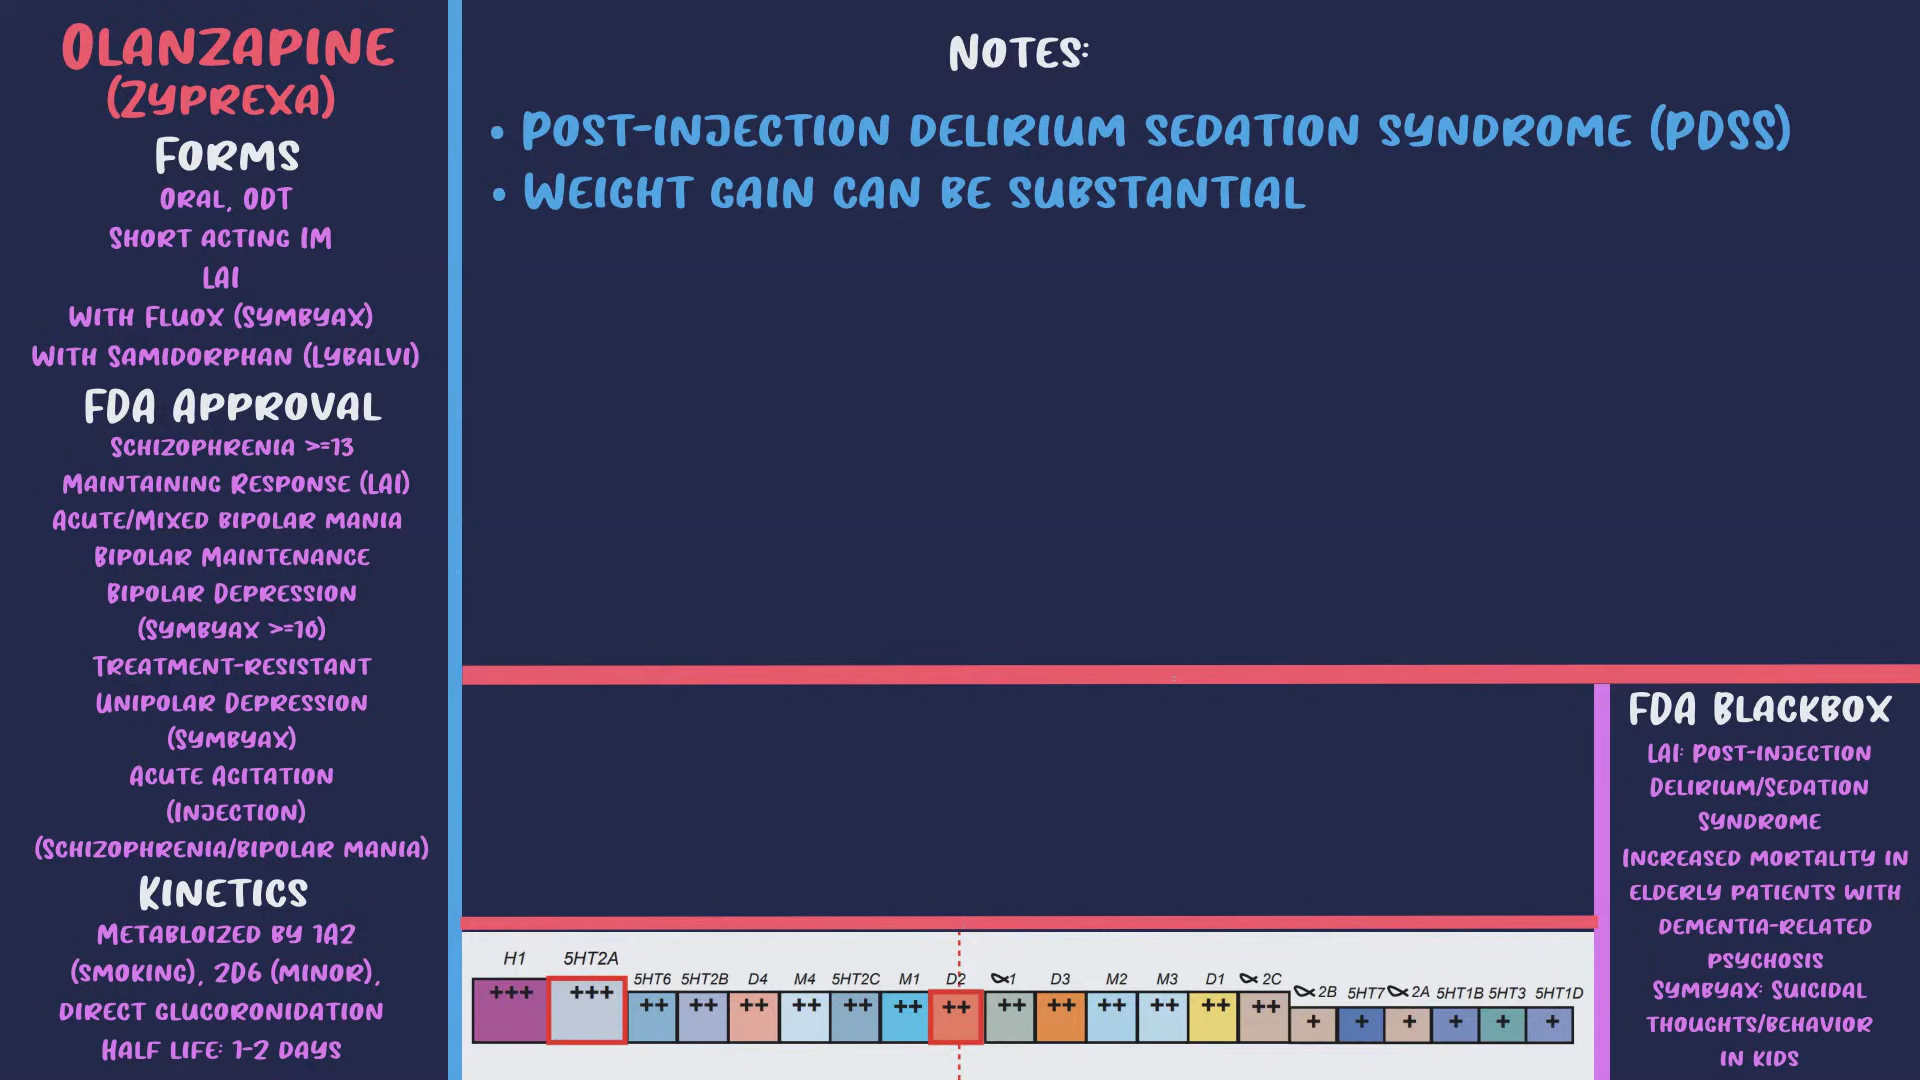 Olanzapine
(Zyprexa)
Forms
Oral, ODT
Short acting IM
LAI
With Fluox (Symbyax)
With Samidorphan (Lybalvi)
FDA Approval
Schizophrenia >=13
Maintaining Response (LAI)
Acute/Mixed bipolar mania
Bipolar Maintenance
Bipolar Depression
(Symbyax >=10)
Treatment-resistant
Unipolar Depression
(Symbyax)
Acute Agitation
(Injection)
(Schizophrenia/bipolar mania)
Kinetics
Metabloized by 1A2
(smoking), 2D6 (minor),
direct glucoronidation
Half life: 1-2 days
Notes:
• Post-injection delirium sedation syndrome (PDSS)
• Weight gain can be substantial
FDA Blackbox
LAI: Post-injection
Delirium/Sedation
Syndrome
Increased mortality in
elderly patients with
dementia-related
psychosis
Symbyax: Suicidal
thoughts/behavior
in kids
H1 5HT2A 5HT6 5HT2B D4 M4 5HT2C M1 D2 ∝1 D3 M2 M3 D1 ∝2C ∝2B 5HT7 ∝2A 5HT1B 5HT3 5HT1D
+++ +++ ++ ++ ++ ++ ++ ++ ++ ++ ++ ++ ++ ++ ++ + + + + + +